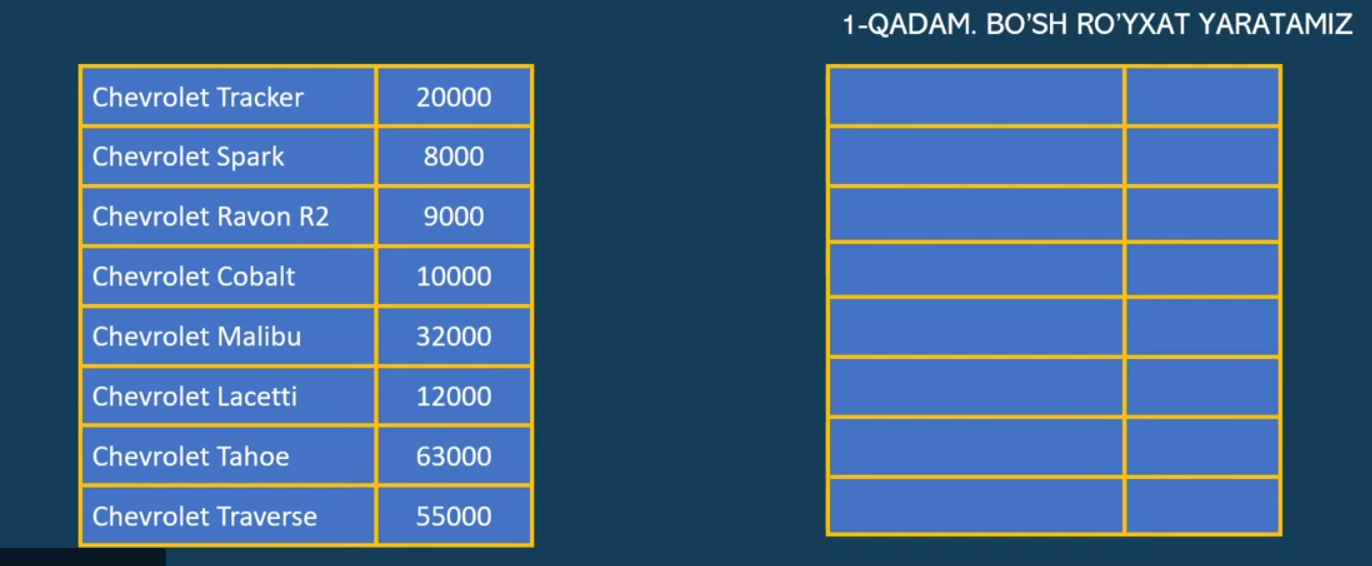 1-QADAM. BO’SH RO’YXAT YARATAMIZ
Chevrolet Tracker 20000
Chevrolet Spark 8000
Chevrolet Ravon R2 9000
Chevrolet Cobalt 10000
Chevrolet Malibu 32000
Chevrolet Lacetti 12000
Chevrolet Tahoe 63000
Chevrolet Traverse 55000